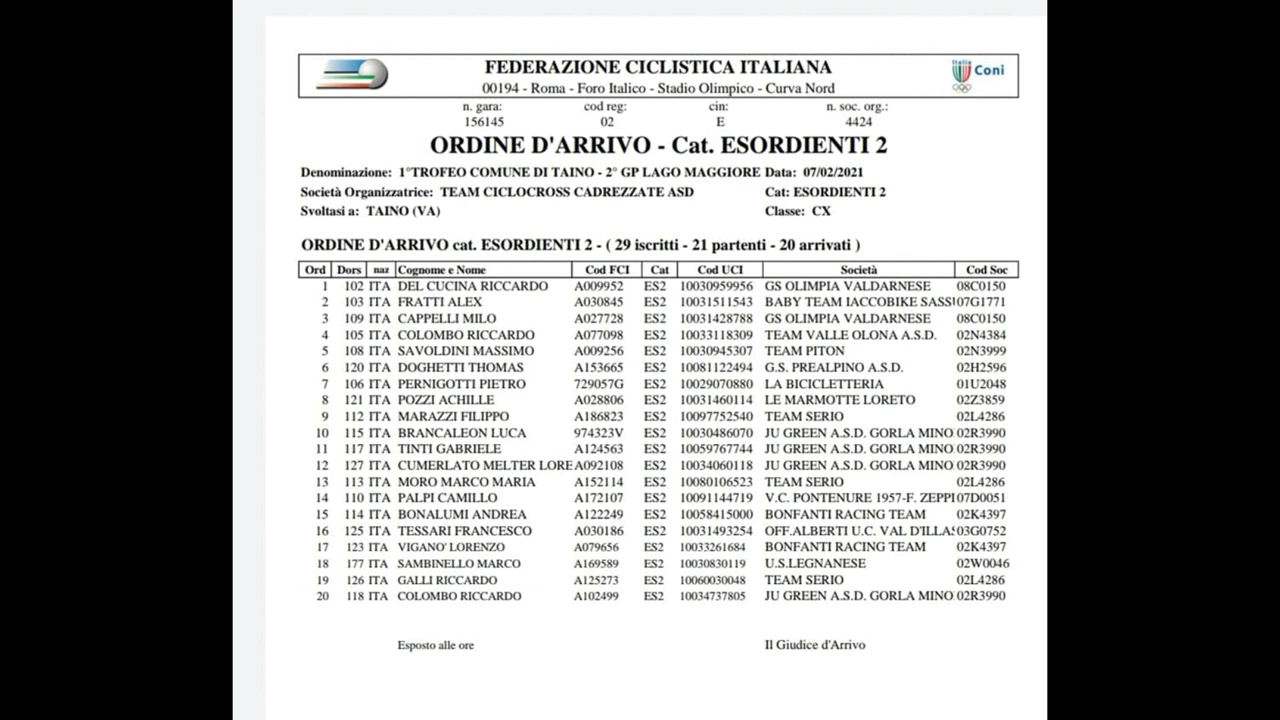 FEDERAZIONE CICLISTICA ITALIANA
00194 - Roma - Foro Italico - Stadio Olimpico - Curva Nord
Italia
Coni
n. gara: cod reg: cin: n. soc. org.:
156145 02 E 4424
ORDINE D'ARRIVO - Cat. ESORDIENTI 2
Denominazione: 1°TROFEO COMUNE DI TAINO - 2° GP LAGO MAGGIORE Data: 07/02/2021
Società Organizzatrice: TEAM CICLOCROSS CADREZZATE ASD Cat: ESORDIENTI 2
Svoltasi a: TAINO (VA) Classe: CX
ORDINE D'ARRIVO cat. ESORDIENTI 2 - ( 29 iscritti - 21 partenti - 20 arrivati )
Ord Dors naz Cognome e Nome Cod FCI Cat Cod UCI Società Cod Soc
1 102 ITA DEL CUCINA RICCARDO A009952 ES2 10030959956 GS OLIMPIA VALDARNESE 08C0150
2 103 ITA FRATTI ALEX A030845 ES2 10031511543 BABY TEAM IACCOBIKE SASSI 07G1771
3 109 ITA CAPPELLI MILO A027728 ES2 10031428788 GS OLIMPIA VALDARNESE 08C0150
4 105 ITA COLOMBO RICCARDO A077098 ES2 10033118309 TEAM VALLE OLONA A.S.D. 02N4384
5 108 ITA SAVOLDINI MASSIMO A009256 ES2 10030945307 TEAM PITON 02N3999
6 120 ITA DOGHETTI THOMAS A153665 ES2 10081122494 G.S. PREALPINO A.S.D. 02H2596
7 106 ITA PERNIGOTTI PIETRO 729057G ES2 10029070880 LA BICICLETTERIA 01U2048
8 121 ITA POZZI ACHILLE A028806 ES2 10031460114 LE MARMOTTE LORETO 02Z3859
9 112 ITA MARAZZI FILIPPO A186823 ES2 10097752540 TEAM SERIO 02L4286
10 115 ITA BRANCALEON LUCA 974323V ES2 10030486070 JU GREEN A.S.D. GORLA MINO 02R3990
11 117 ITA TINTI GABRIELE A124563 ES2 10059767744 JU GREEN A.S.D. GORLA MINO 02R3990
12 127 ITA CUMERLATO MELTER LORE A092108 ES2 10034060118 JU GREEN A.S.D. GORLA MINO 02R3990
13 113 ITA MORO MARCO MARIA A152114 ES2 10080106523 TEAM SERIO 02L4286
14 110 ITA PALPI CAMILLO A172107 ES2 10091144719 V.C. PONTENURE 1957-F. ZEPPI 07D0051
15 114 ITA BONALUMI ANDREA A122249 ES2 10058415000 BONFANTI RACING TEAM 02K4397
16 125 ITA TESSARI FRANCESCO A030186 ES2 10031493254 OFF.ALBERTI U.C. VAL D'ILLAS 03G0752
17 123 ITA VIGANO' LORENZO A079656 ES2 10033261684 BONFANTI RACING TEAM 02K4397
18 177 ITA SAMBINELLO MARCO A169589 ES2 10030830119 U.S.LEGNANESE 02W0046
19 126 ITA GALLI RICCARDO A125273 ES2 10060030048 TEAM SERIO 02L4286
20 118 ITA COLOMBO RICCARDO A102499 ES2 10034737805 JU GREEN A.S.D. GORLA MINO 02R3990
Esposto alle ore Il Giudice d'Arrivo